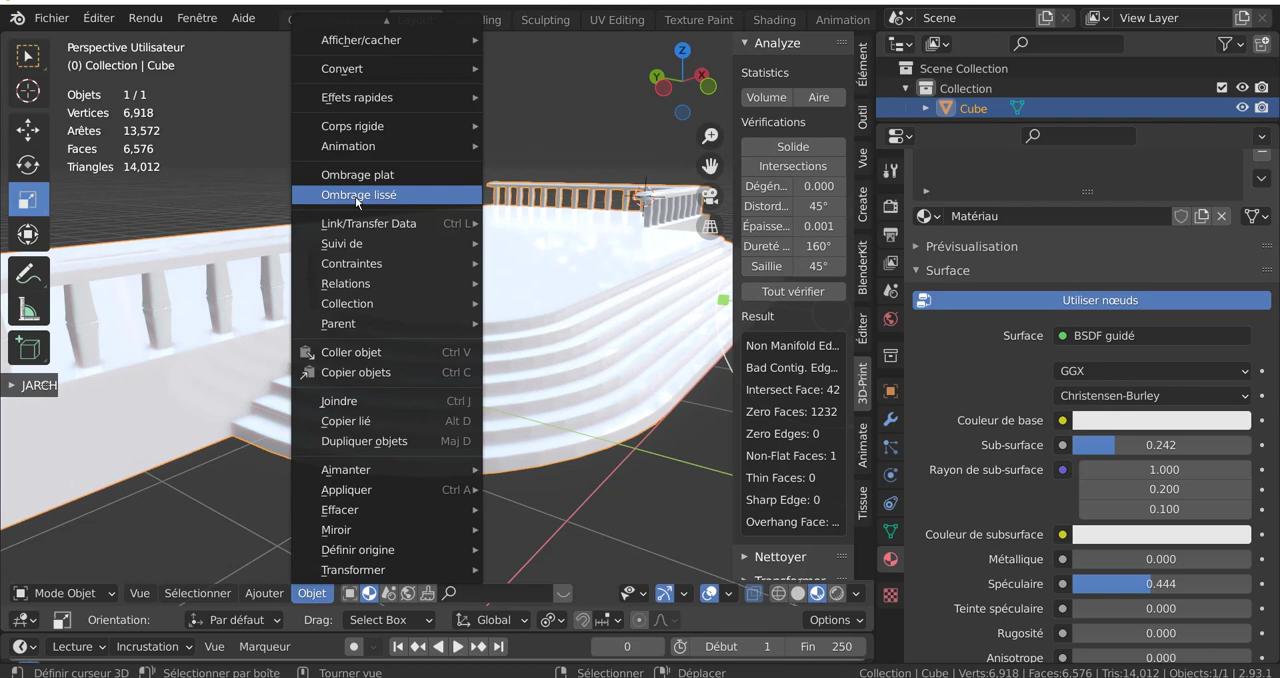 Fichier Éditer Rendu Fenêtre Aide
Sculpting UV Editing Texture Paint Shading Animation
Scene View Layer
Perspective Utilisateur
(0) Collection | Cube
Objets 1 / 1
Vertices 6,918
Arêtes 13,572
Faces 6,576
Triangles 14,012
JARCH
Afficher/cacher
Convert
Effets rapides
Corps rigide
Animation
Ombrage plat
Ombrage lissé
Link/Transfer Data Ctrl L
Suivi de
Contraintes
Relations
Collection
Parent
Coller objet Ctrl V
Copier objets Ctrl C
Joindre Ctrl J
Copier lié Alt D
Dupliquer objets Maj D
Aimanter
Appliquer Ctrl A
Effacer
Miroir
Définir origine
Transformer
Z
Y
X
Analyze
Statistics
Volume Aire
Vérifications
Solide
Intersections
Dégén... 0.000
Distord... 45°
Épaisse... 0.001
Dureté ... 160°
Saillie 45°
Tout vérifier
Result
Non Manifold Ed...
Bad Contig. Edg...
Intersect Face: 42
Zero Faces: 1232
Zero Edges: 0
Non-Flat Faces: 1
Thin Faces: 0
Sharp Edge: 0
Overhang Face: ...
Nettoyer
Transformer
Élément
Outil
Vue
Create
BlenderKit
Éditer
3D-Print
Animate
Tissue
Scene Collection
Collection
Cube
Matériau
Prévisualisation
Surface
Utiliser nœuds
Surface BSDF guidé
GGX
Christensen-Burley
Couleur de base
Sub-surface 0.242
Rayon de sub-surface 1.000
0.200
0.100
Couleur de subsurface
Métallique 0.000
Spéculaire 0.444
Teinte spéculaire 0.000
Rugosité 0.000
Anisotrope 0.000
Mode Objet Vue Sélectionner Ajouter Objet
Orientation: Par défaut Drag: Select Box Global Options
Lecture Incrustation Vue Marqueur 0 Début 1 Fin 250
Définir curseur 3D Sélectionner par boîte Tourner vue Sélectionner Déplacer Collection | Cube | Verts:6,918 | Faces:6,576 | Tris:14,012 | Objects:1/1 | 2.93.1